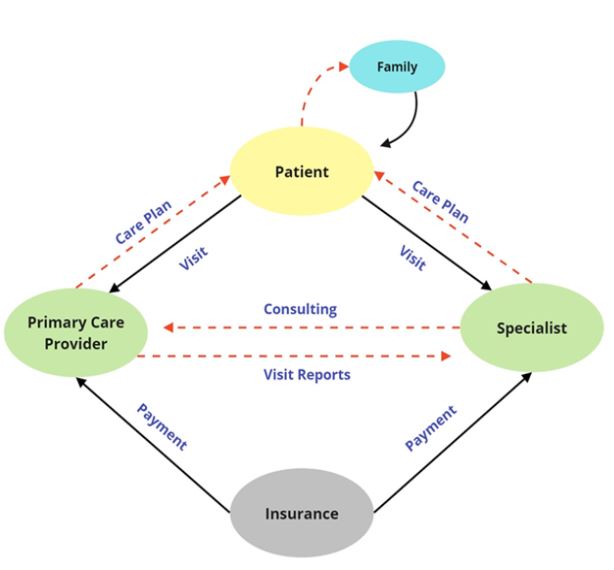 Family
Patient
Care Plan
Care Plan
Visit
Visit
Consulting
Primary Care
Provider
Specialist
Visit Reports
Payment
Payment
Insurance